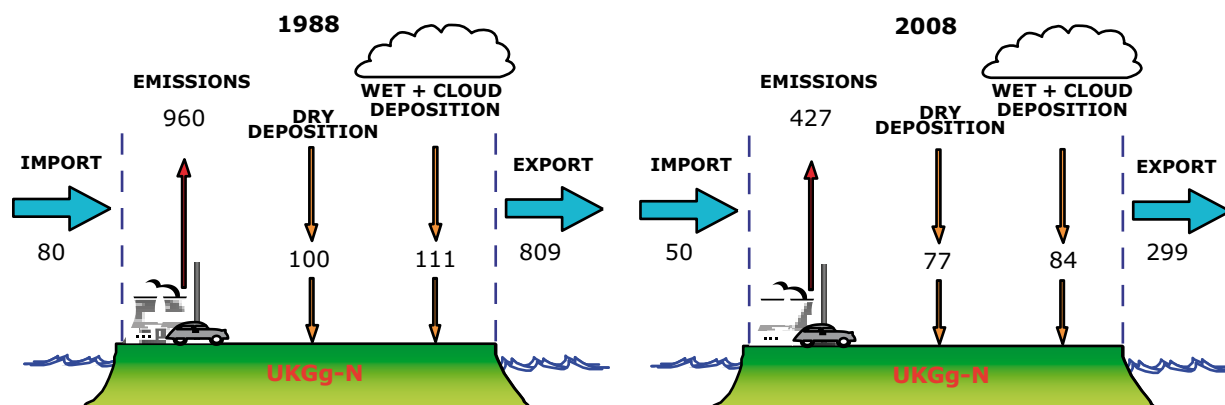 1988
EMISSIONS
960
WET + CLOUD
DEPOSITION
DRY
DEPOSITION
IMPORT
80
100
111
EXPORT
809
UKGg-N
2008
EMISSIONS
427
WET + CLOUD
DEPOSITION
DRY
DEPOSITION
IMPORT
50
77
84
EXPORT
299
UKGg-N